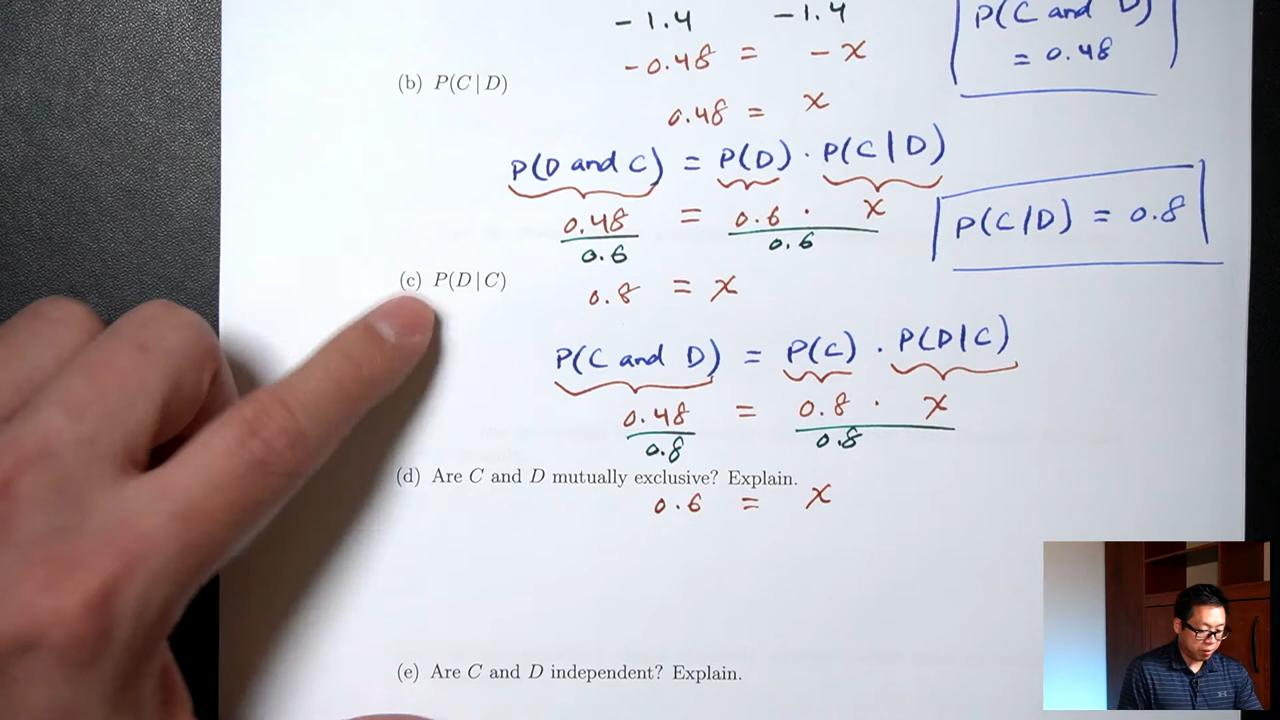 -1.4 -1.4
P(C and D)
-0.48 = -x
= 0.48
(b) P(C | D)
0.48 = x
P(D and C) = P(D) · P(C | D)
0.48 = 0.6 · x
0.6 0.6
P(C | D) = 0.8
(c) P(D | C)
0.8 = x
P(C and D) = P(C) · P(D | C)
0.48 = 0.8 · x
0.8 0.8
(d) Are C and D mutually exclusive? Explain.
0.6 = x
(e) Are C and D independent? Explain.